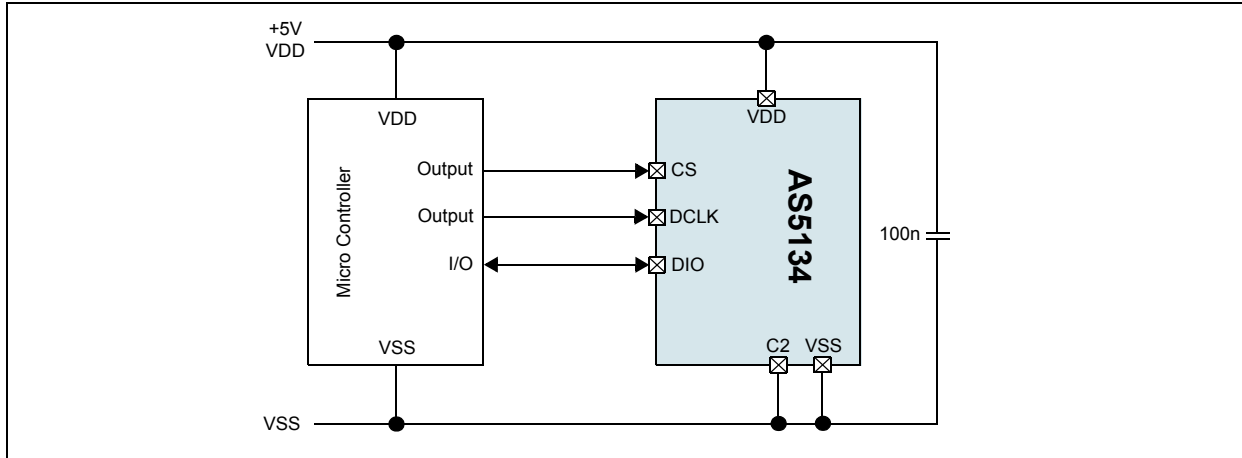 +5V
VDD
VDD
Micro Controller
Output
Output
I/O
VSS
VDD
CS
DCLK
DIO
AS5134
C2 VSS
100n
VSS